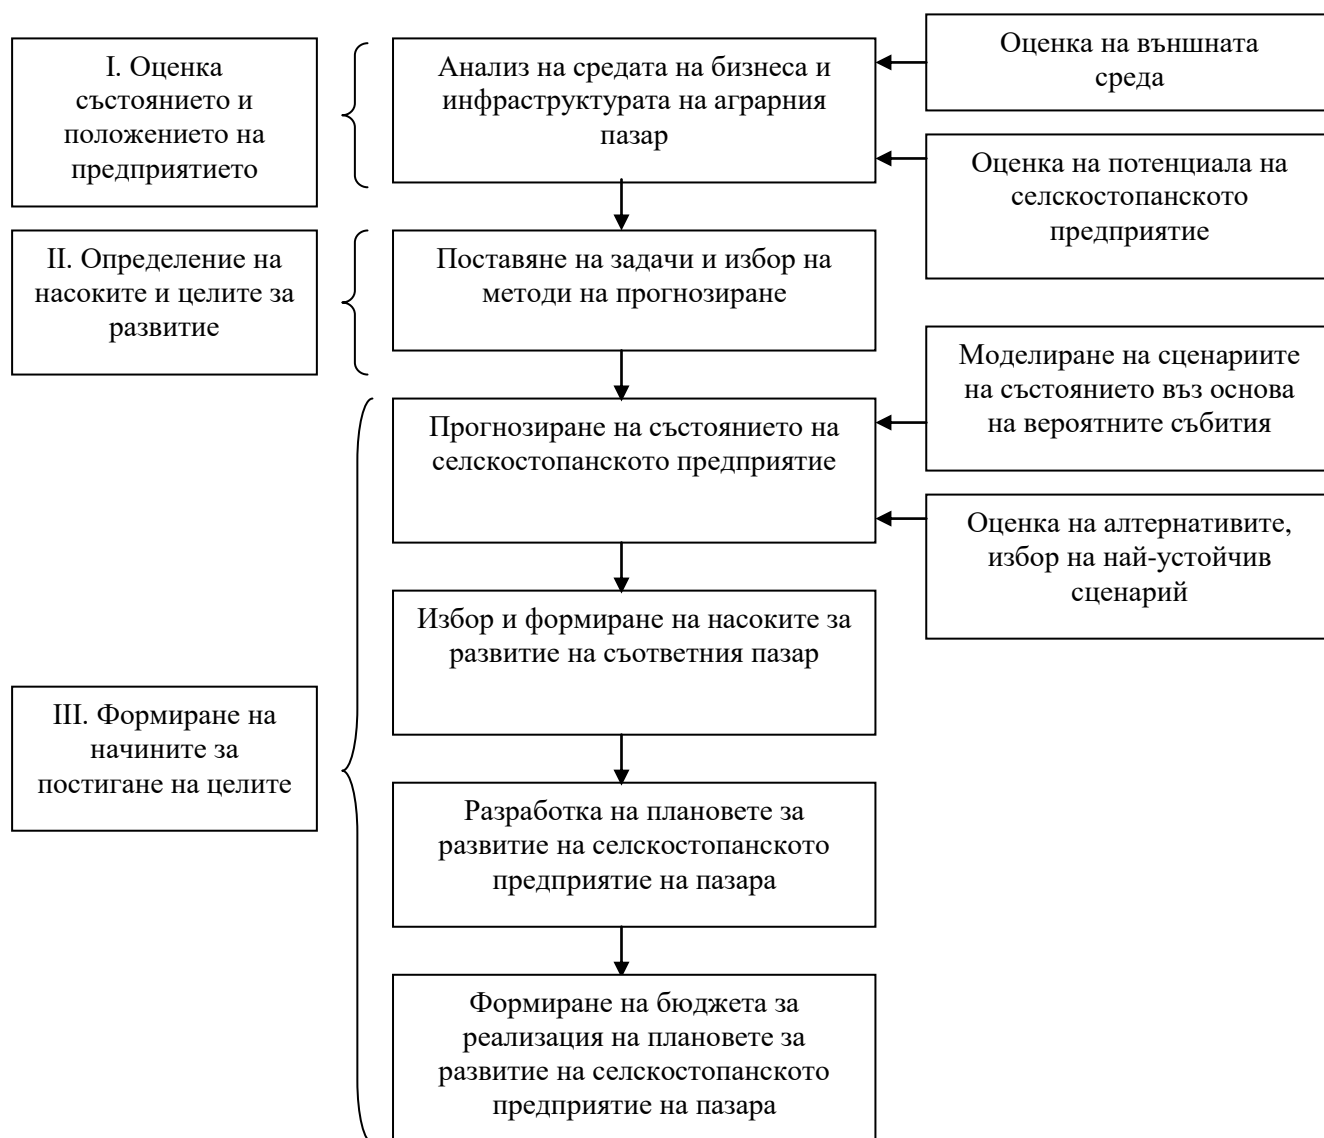 I. Оценка
състоянието и
положението на
предприятието
Анализ на средата на бизнеса и
инфраструктурата на аграрния
пазар
Оценка на външната
среда
Оценка на потенциала на
селскостопанското
предприятие
II. Определение на
насоките и целите за
развитие
Поставяне на задачи и избор на
методи на прогнозиране
Моделиране на сценариите
на състоянието въз основа
на вероятните събития
Прогнозиране на състоянието на
селскостопанското предприятие
Оценка на алтернативите,
избор на най-устойчив
сценарий
Избор и формиране на насоките за
развитие на съответния пазар
III. Формиране на
начините за
постигане на целите
Разработка на плановете за
развитие на селскостопанското
предприятие на пазара
Формиране на бюджета за
реализация на плановете за
развитие на селскостопанското
предприятие на пазара